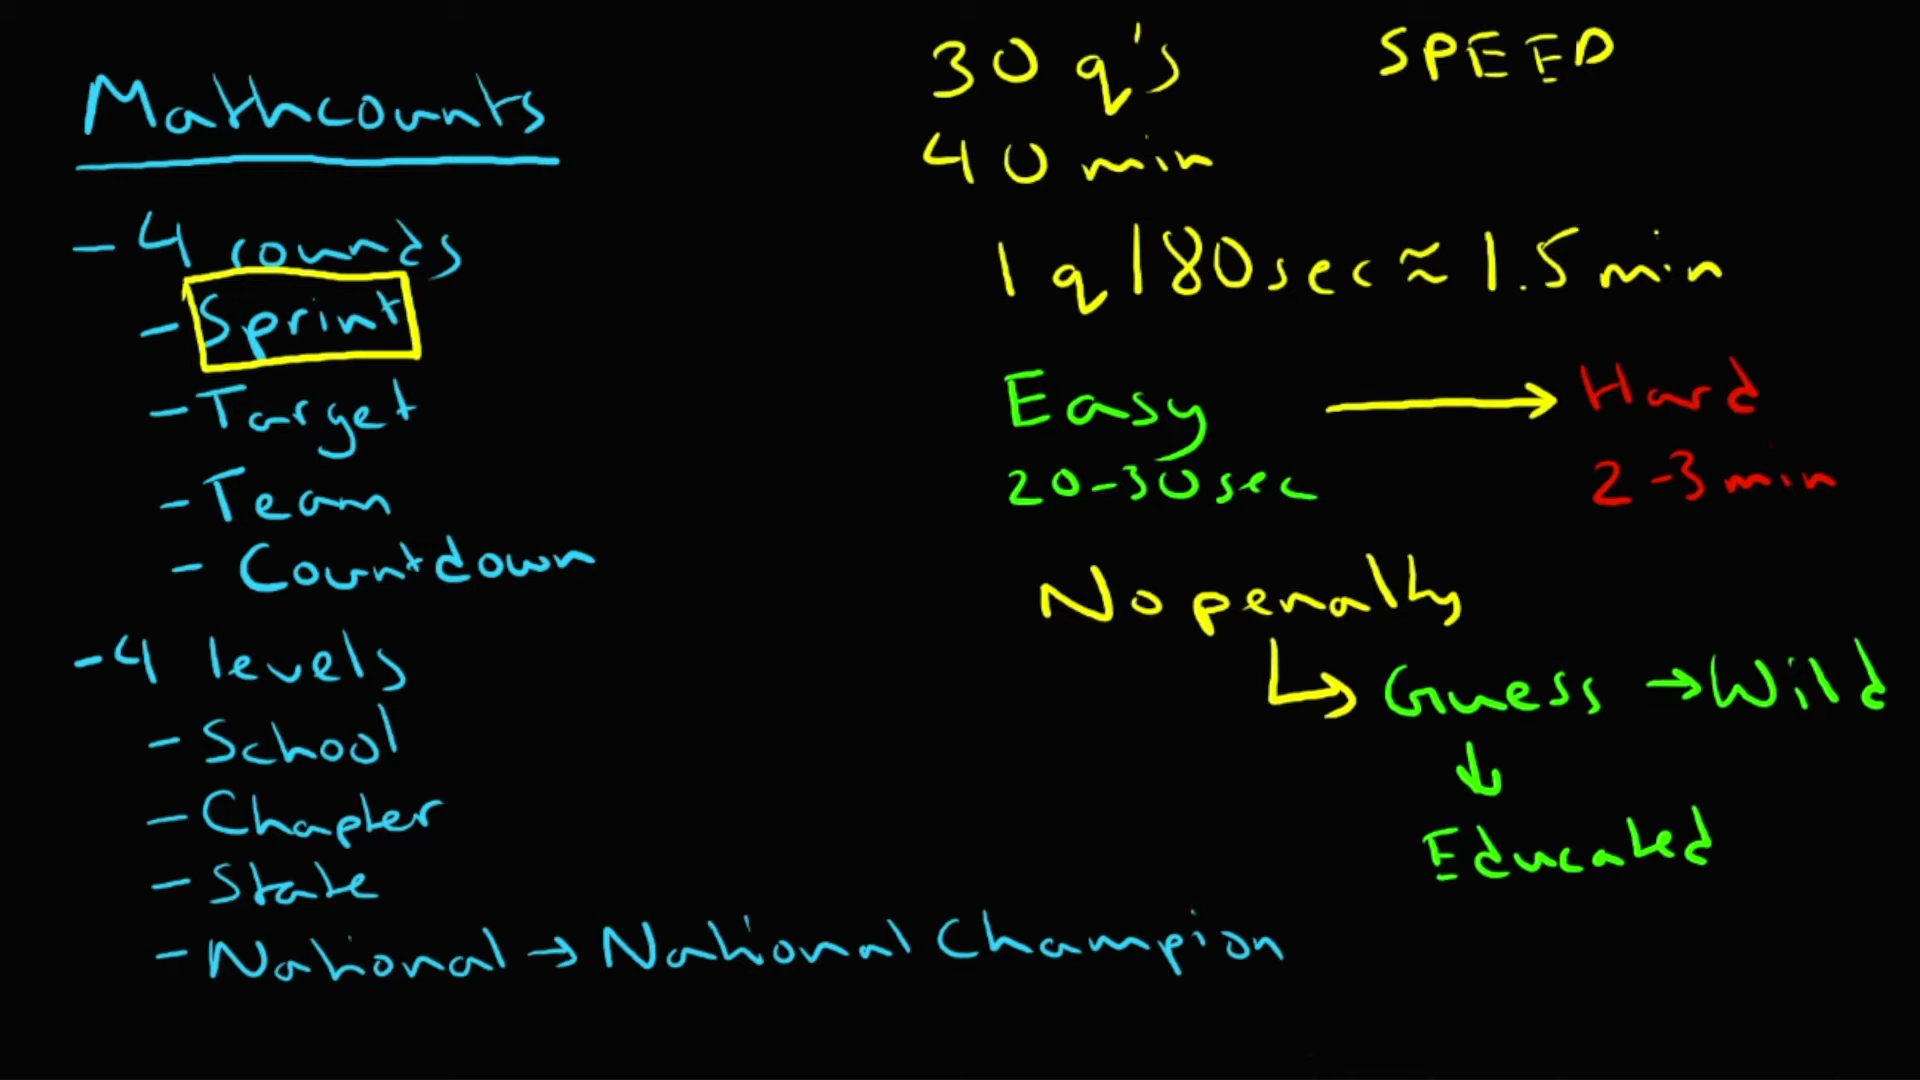 Mathcounts
- 4 rounds
- Sprint
- Target
- Team
- Countdown
- 4 levels
- School
- Chapter
- State
- National → National Champion
30 q's SPEED
40 min
1 q / 80 sec ≈ 1.5 min
Easy → Hard
20-30 sec 2-3 min
No penalty
↳ Guess → Wild
↓
Educated